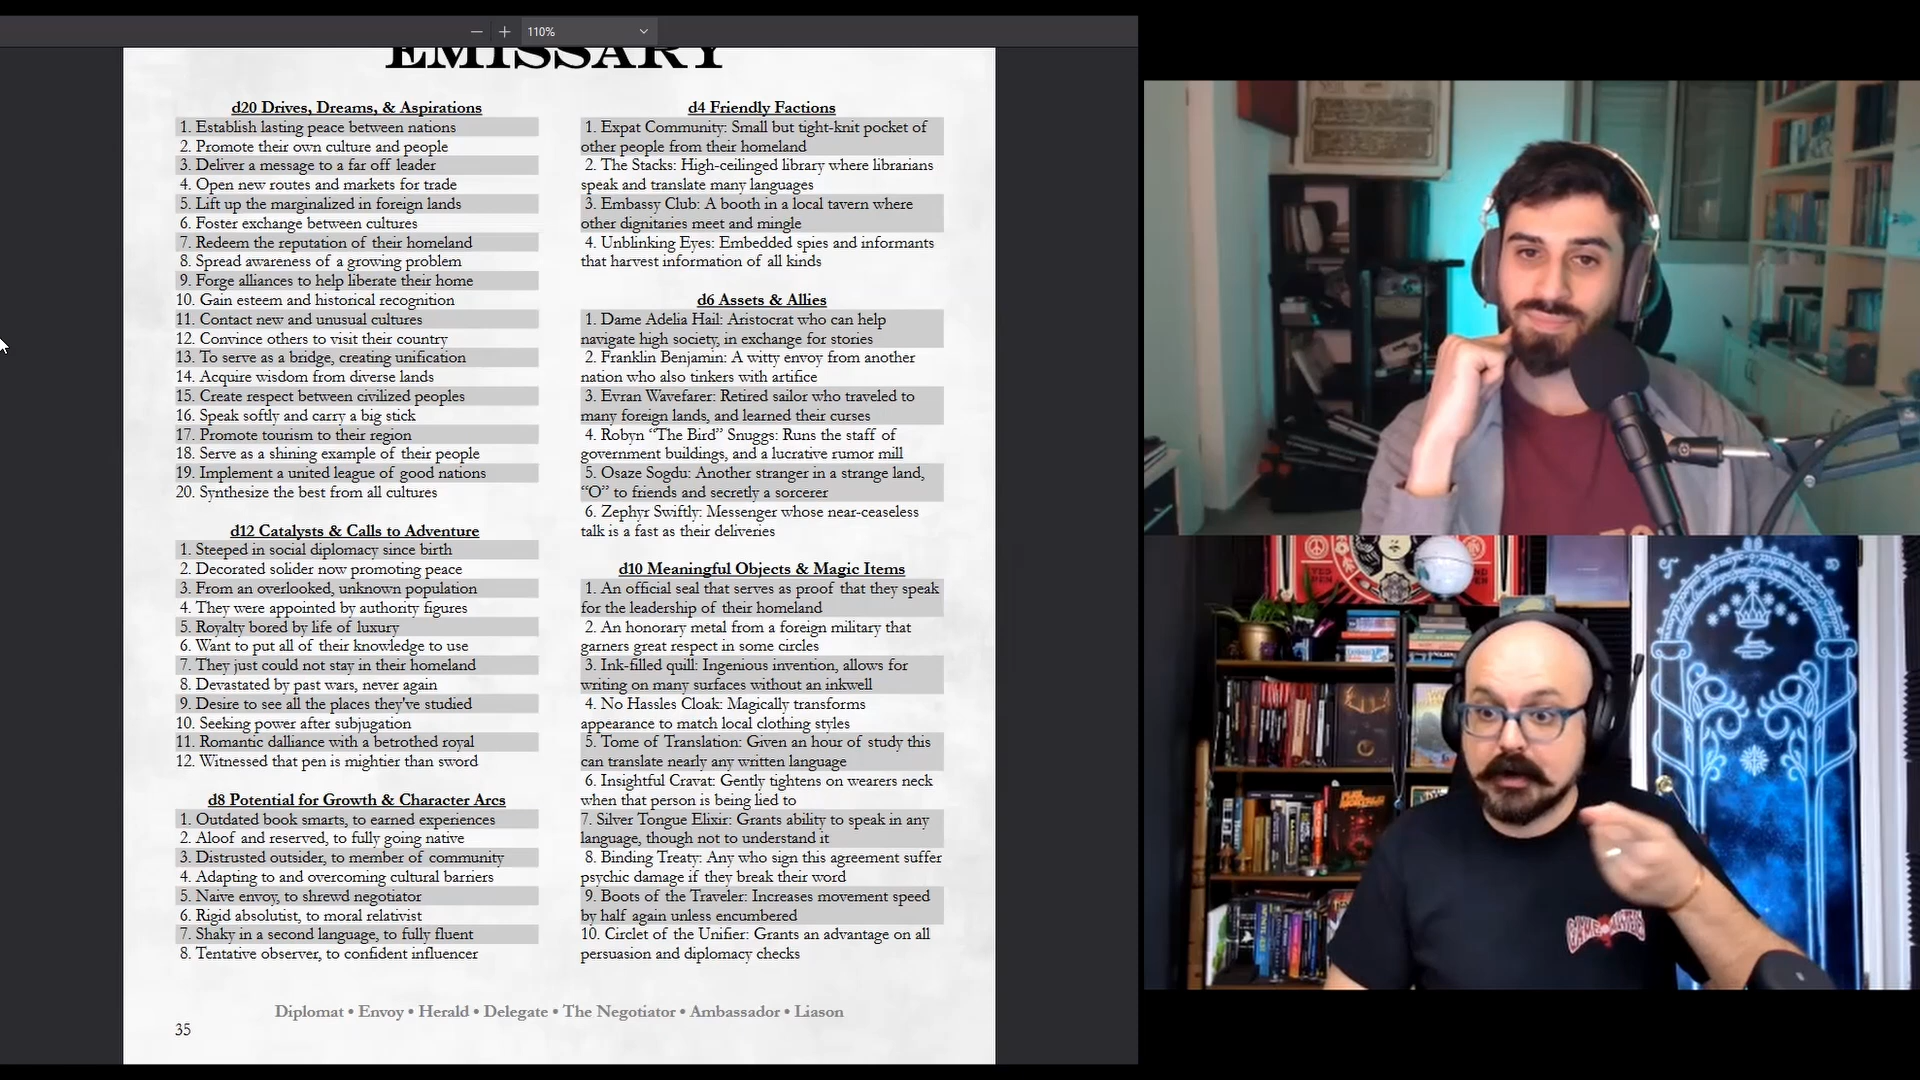 110%
EMISSARY
d20 Drives, Dreams, & Aspirations
1. Establish lasting peace between nations
2. Promote their own culture and people
3. Deliver a message to a far off leader
4. Open new routes and markets for trade
5. Lift up the marginalized in foreign lands
6. Foster exchange between cultures
7. Redeem the reputation of their homeland
8. Spread awareness of a growing problem
9. Forge alliances to help liberate their home
10. Gain esteem and historical recognition
11. Contact new and unusual cultures
12. Convince others to visit their country
13. To serve as a bridge, creating unification
14. Acquire wisdom from diverse lands
15. Create respect between civilized peoples
16. Speak softly and carry a big stick
17. Promote tourism to their region
18. Serve as a shining example of their people
19. Implement a united league of good nations
20. Synthesize the best from all cultures
d12 Catalysts & Calls to Adventure
1. Steeped in social diplomacy since birth
2. Decorated solider now promoting peace
3. From an overlooked, unknown population
4. They were appointed by authority figures
5. Royalty bored by life of luxury
6. Want to put all of their knowledge to use
7. They just could not stay in their homeland
8. Devastated by past wars, never again
9. Desire to see all the places they've studied
10. Seeking power after subjugation
11. Romantic dalliance with a betrothed royal
12. Witnessed that pen is mightier than sword
d8 Potential for Growth & Character Arcs
1. Outdated book smarts, to earned experiences
2. Aloof and reserved, to fully going native
3. Distrusted outsider, to member of community
4. Adapting to and overcoming cultural barriers
5. Naive envoy, to shrewd negotiator
6. Rigid absolutist, to moral relativist
7. Shaky in a second language, to fully fluent
8. Tentative observer, to confident influencer
d4 Friendly Factions
1. Expat Community: Small but tight-knit pocket of
other people from their homeland
2. The Stacks: High-ceilinged library where librarians
speak and translate many languages
3. Embassy Club: A booth in a local tavern where
other dignitaries meet and mingle
4. Unblinking Eyes: Embedded spies and informants
that harvest information of all kinds
d6 Assets & Allies
1. Dame Adelia Hail: Aristocrat who can help
navigate high society, in exchange for stories
2. Franklin Benjamin: A witty envoy from another
nation who also tinkers with artifice
3. Evran Wavefarer: Retired sailor who traveled to
many foreign lands, and learned their curses
4. Robyn “The Bird” Snuggs: Runs the staff of
government buildings, and a lucrative rumor mill
5. Osaze Sogdu: Another stranger in a strange land,
“O” to friends and secretly a sorcerer
6. Zephyr Swiftly: Messenger whose near-ceaseless
talk is a fast as their deliveries
d10 Meaningful Objects & Magic Items
1. An official seal that serves as proof that they speak
for the leadership of their homeland
2. An honorary metal from a foreign military that
garners great respect in some circles
3. Ink-filled quill: Ingenious invention, allows for
writing on many surfaces without an inkwell
4. No Hassles Cloak: Magically transforms
appearance to match local clothing styles
5. Tome of Translation: Given an hour of study this
can translate nearly any written language
6. Insightful Cravat: Gently tightens on wearers neck
when that person is being lied to
7. Silver Tongue Elixir: Grants ability to speak in any
language, though not to understand it
8. Binding Treaty: Any who sign this agreement suffer
psychic damage if they break their word
9. Boots of the Traveler: Increases movement speed
by half again unless encumbered
10. Circlet of the Unifier: Grants an advantage on all
persuasion and diplomacy checks
Diplomat • Envoy • Herald • Delegate • The Negotiator • Ambassador • Liason
35